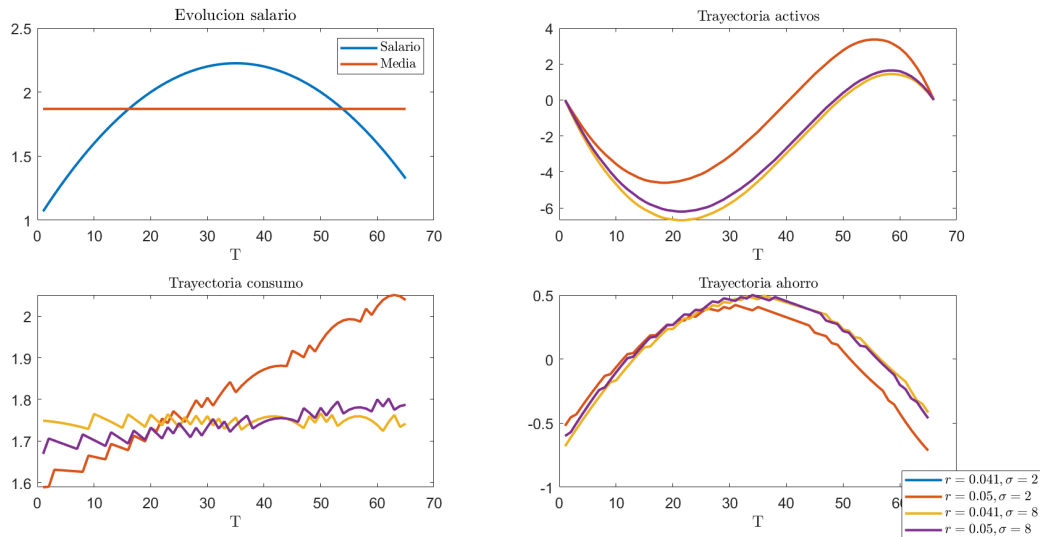 Evolucion salario
2.5
2
1.5
1
0 10 20 30 40 50 60 70
T
Salario
Media
Trayectoria activos
4
2
0
-2
-4
-6
0 10 20 30 40 50 60 70
T
Trayectoria consumo
2
1.9
1.8
1.7
1.6
0 10 20 30 40 50 60 70
T
Trayectoria ahorro
0.5
0
-0.5
-1
0 10 20 30 40 50 60
T
r = 0.041, σ = 2
r = 0.05, σ = 2
r = 0.041, σ = 8
r = 0.05, σ = 8